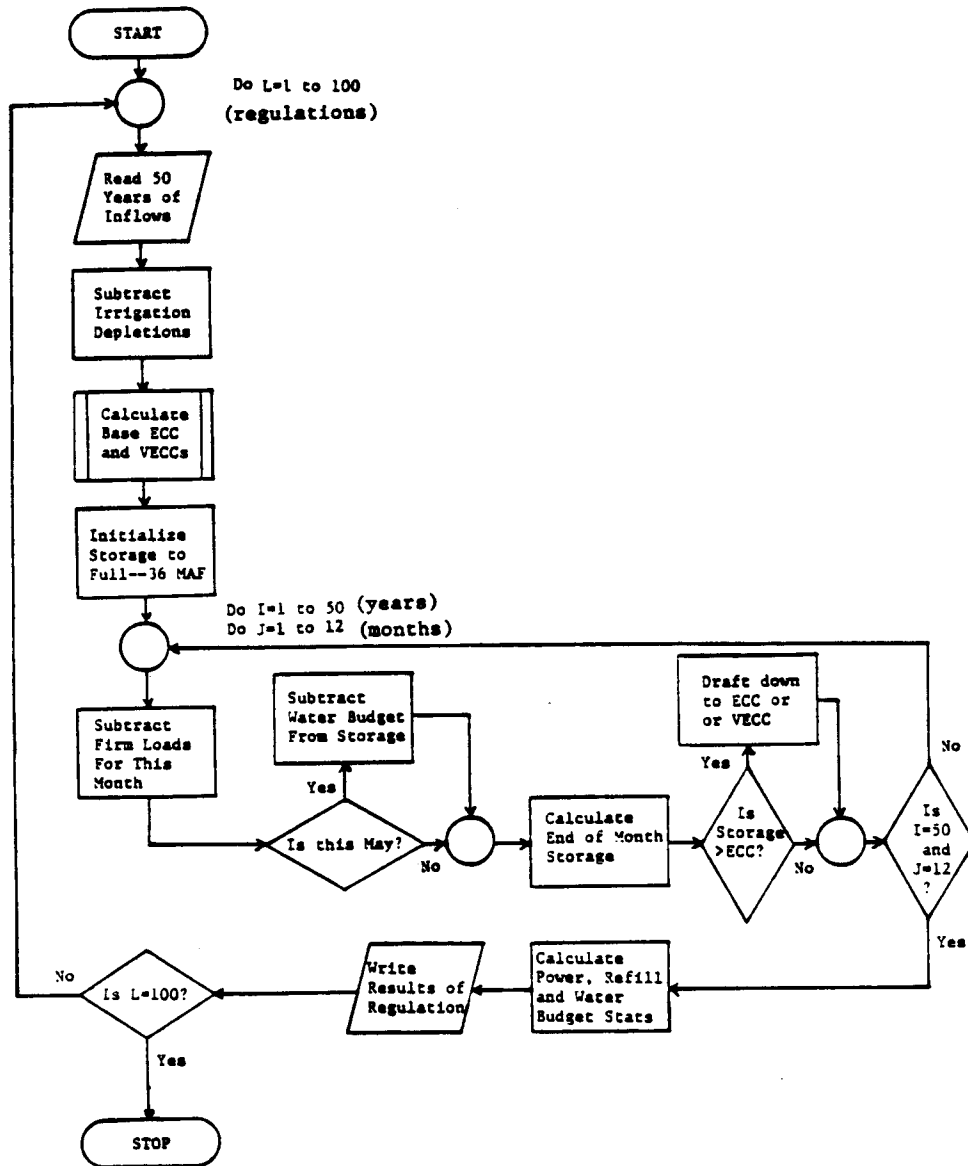 START
Do L=1 to 100
(regulations)
Read 50
Years of
Inflows
Subtract
Irrigation
Depletions
Calculate
Base ECC
and VECCs
Initialize
Storage to
Full--36 MAF
Do I=1 to 50 (years)
Do J=1 to 12 (months)
Subtract
Firm Loads
For This
Month
Subtract
Water Budget
From Storage
Yes
Is this May?
No
Calculate
End of Month
Storage
Draft down
to ECC or
or VECC
Yes
Is
Storage
>ECC?
No
No
Is
I=50
and
J=12
?
Yes
Calculate
Power, Refill
and Water
Budget Stats
Write
Results of
Regulation
No
Is L=100?
Yes
STOP